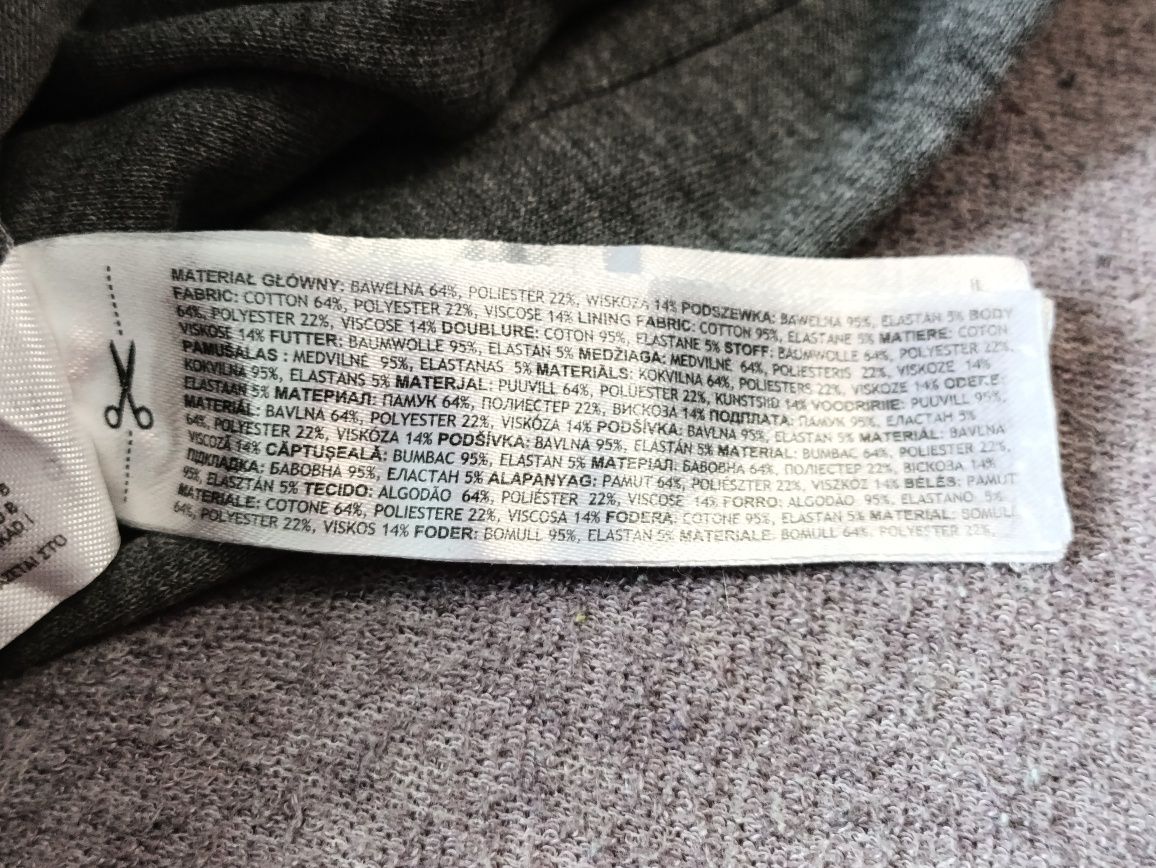 MATERIAŁ GŁÓWNY: BAWEŁNA 64%, POLIESTER 22%, WISKOZA 14% PODSZEWKA: BAWEŁNA 95%, ELASTAN 5% BODY
FABRIC: COTTON 64%, POLYESTER 22%, VISCOSE 14% LINING FABRIC: COTTON 95%, ELASTANE 5% MATIERE: COTON
64%, POLYESTER 22%, VISCOSE 14% DOUBLURE: COTON 95%, ELASTANE 5% STOFF: BAUMWOLLE 64%, POLYESTER 22%,
VISKOSE 14% FUTTER: BAUMWOLLE 95%, ELASTAN 5% MEDŽIAGA: MEDVILNĖ 64%, POLIESTERIS 22%, VISKOZĖ 14%
PAMUŠALAS : MEDVILNĖ 95%, ELASTANAS 5% MATERIĀLS: KOKVILNA 64%, POLIESTERS 22%, VISKOZE 14% ODERE:
KOKVILNA 95%, ELASTĀNS 5% MATERJAL: PUUVILL 64%, POLÜESTER 22%, KUNSTSIID 14% VOODRIRIIE: PUUVILL 95%,
ELASTAAN 5% МАТЕРИАЛ: ПАМУК 64%, ПОЛИЕСТЕР 22%, ВИСКОЗА 14% ПОДПЛАТА: ПАМУК 95%, ЕЛАСТАН 5%
MATERIÁL: BAVLNA 64%, POLYESTER 22%, VISKÓZA 14% PODŠÍVKA: BAVLNA 95%, ELASTAN 5% MATERIÁL: BAVLNA
64%, POLYESTER 22%, VISKÓZA 14% PODŠÍVKA: BAVLNA 95%, ELASTÁN 5% MATERIAL: BUMBAC 64%, POLIESTER 22%,
VISCOZĂ 14% CĂPTUȘEALĂ: BUMBAC 95%, ELASTAN 5% МАТЕРІАЛ: БАВОВНА 64%, ПОЛІЕСТЕР 22%, ВІСКОЗА 14%
ПІДКЛАДКА: БАВОВНА 95%, ЕЛАСТАН 5% ALAPANYAG: PAMUT 64%, POLIÉSZTER 22%, VISZKÓZ 14% BÉLÉS: PAMUT
95%, ELASZTÁN 5% TECIDO: ALGODÃO 64%, POLIÉSTER 22%, VISCOSE 14% FORRO: ALGODÃO 95%, ELASTANO 5%
MATERIALE: COTONE 64%, POLIESTERE 22%, VISCOSA 14% FODERA: COTONE 95%, ELASTAN 5% MATERIAL: BOMULL
64%, POLYESTER 22%, VISKOS 14% FODER: BOMULL 95%, ELASTAN 5% MATERIALE: BOMULL 64%, POLYESTER 22%,